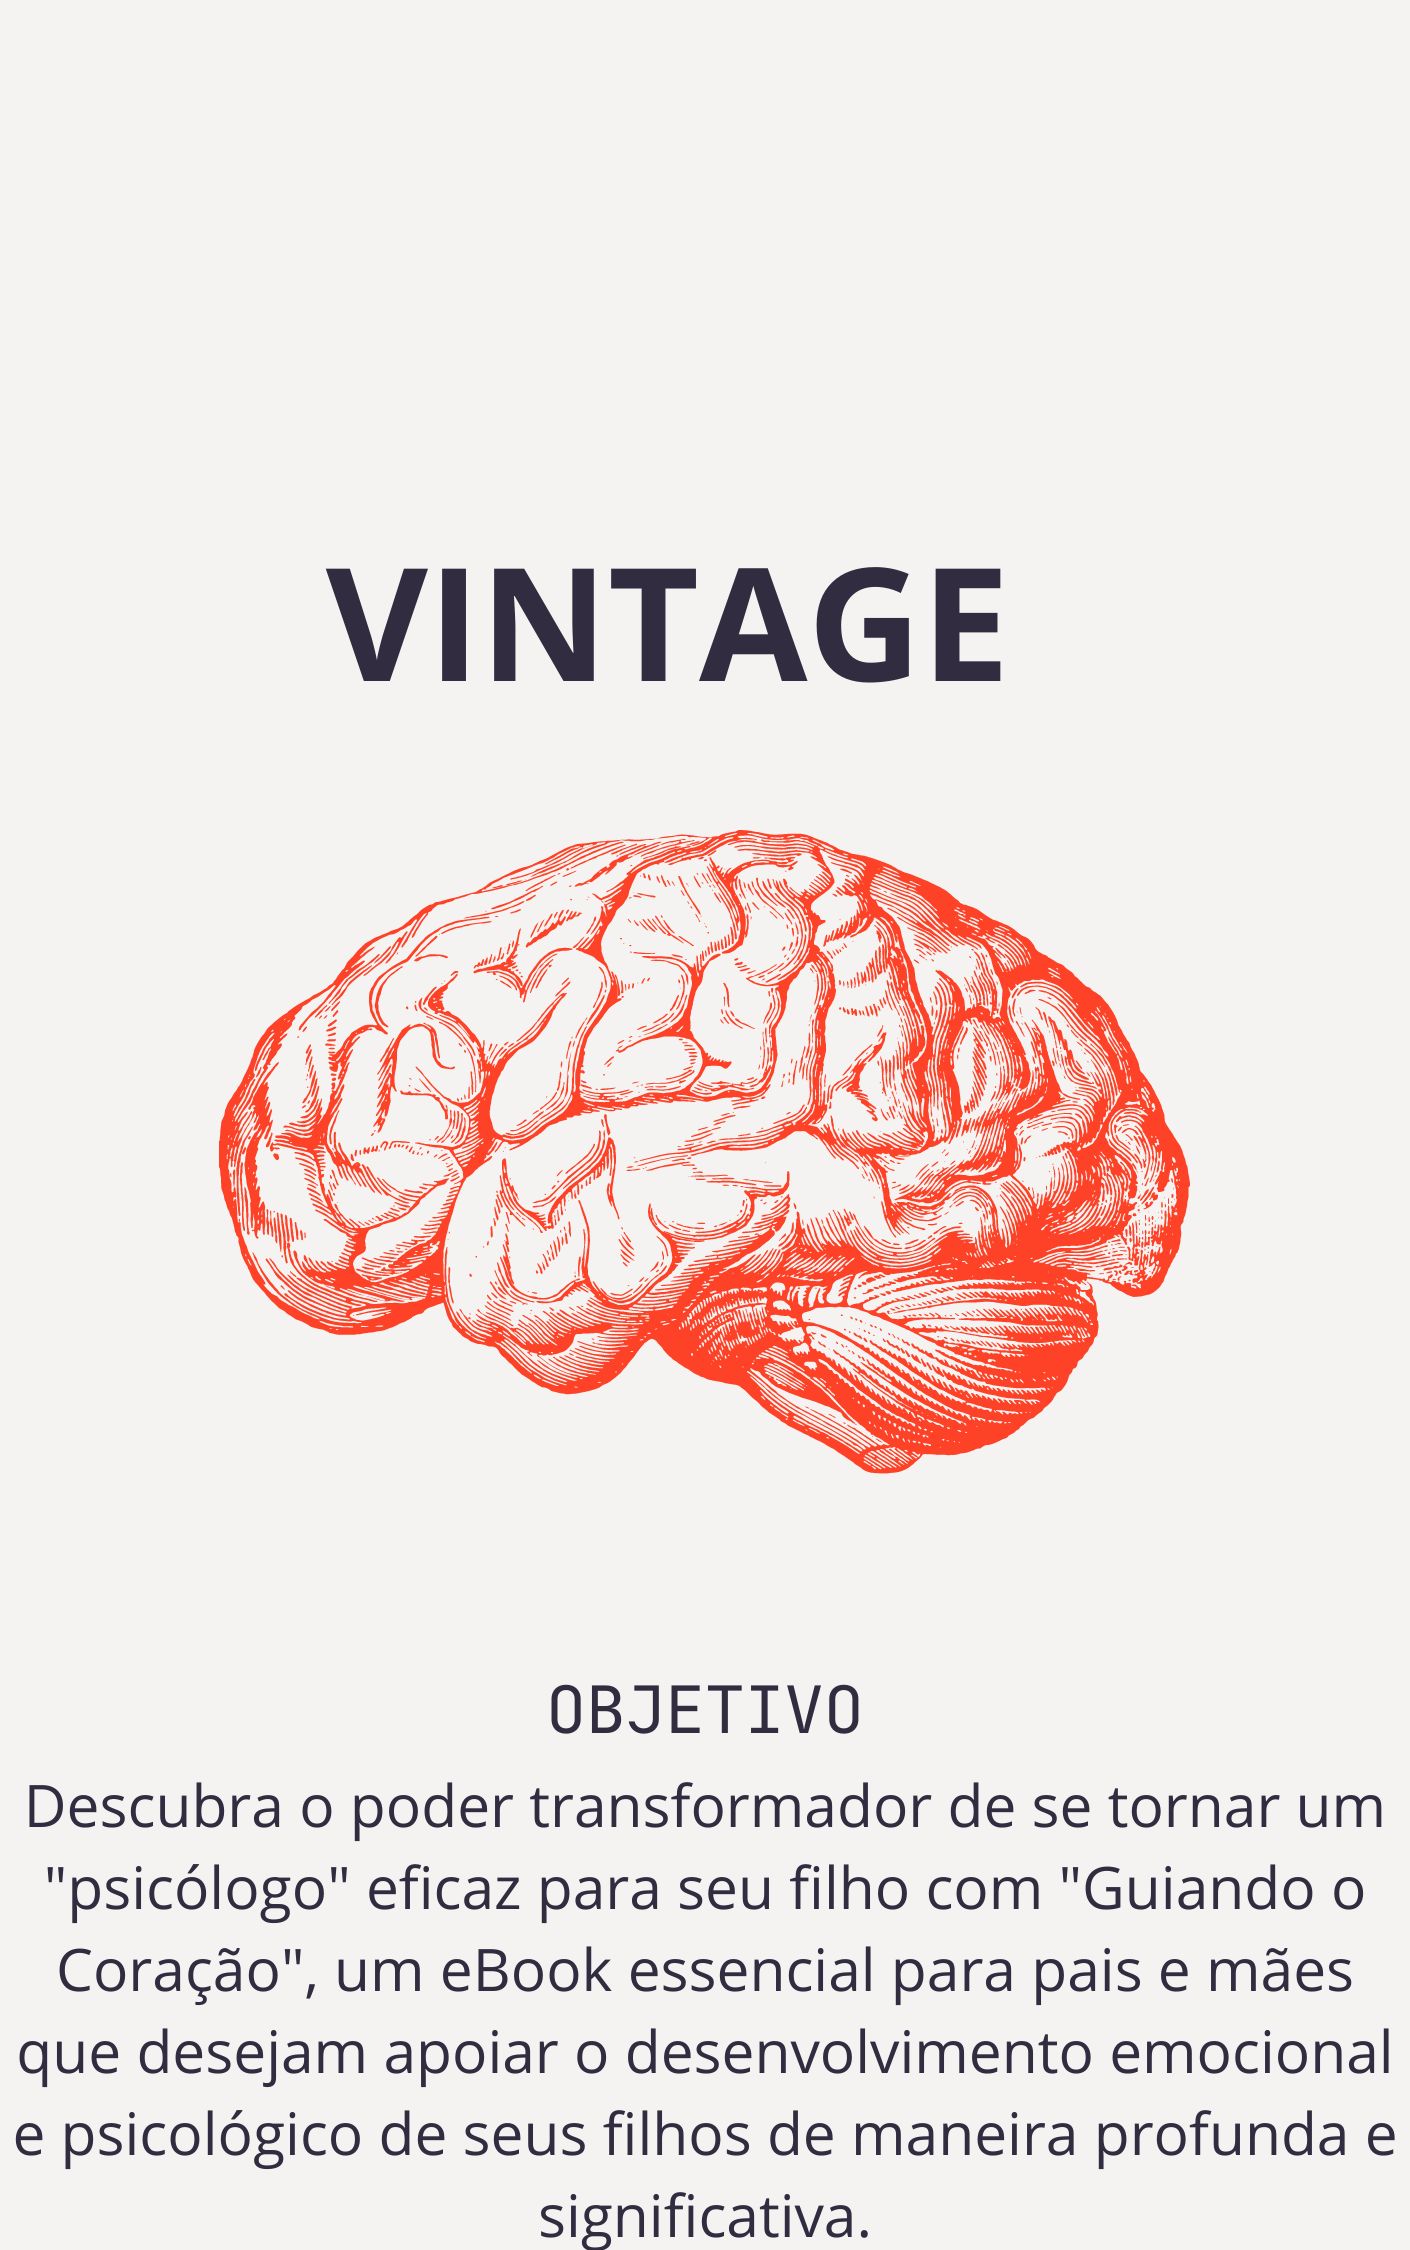 VINTAGE
OBJETIVO
Descubra o poder transformador de se tornar um
"psicólogo" eficaz para seu filho com "Guiando o
Coração", um eBook essencial para pais e mães
que desejam apoiar o desenvolvimento emocional
e psicológico de seus filhos de maneira profunda e
significativa.